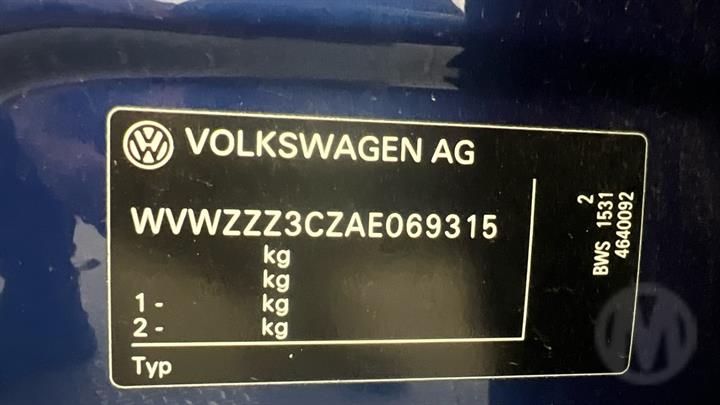 VOLKSWAGEN AG
WVWZZZ3CZAE069315
kg
kg
1 - kg
2 - kg
Typ
2
BWS 1531
4640092